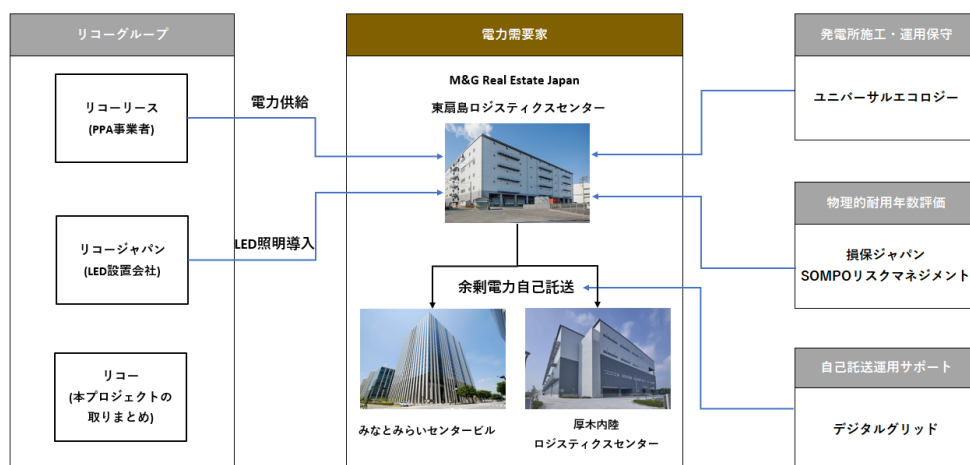 リコーグループ
リコーリース
(PPA事業者)
リコージャパン
(LED設置会社)
リコー
(本プロジェクトの
取りまとめ)
電力供給
LED照明導入
電力需要家
M&G Real Estate Japan
東扇島ロジスティクスセンター
余剰電力自己託送
みなとみらいセンタービル
厚木内陸
ロジスティクスセンター
発電所施工・運用保守
ユニバーサルエコロジー
物理的耐用年数評価
損保ジャパン
SOMPOリスクマネジメント
自己託送運用サポート
デジタルグリッド